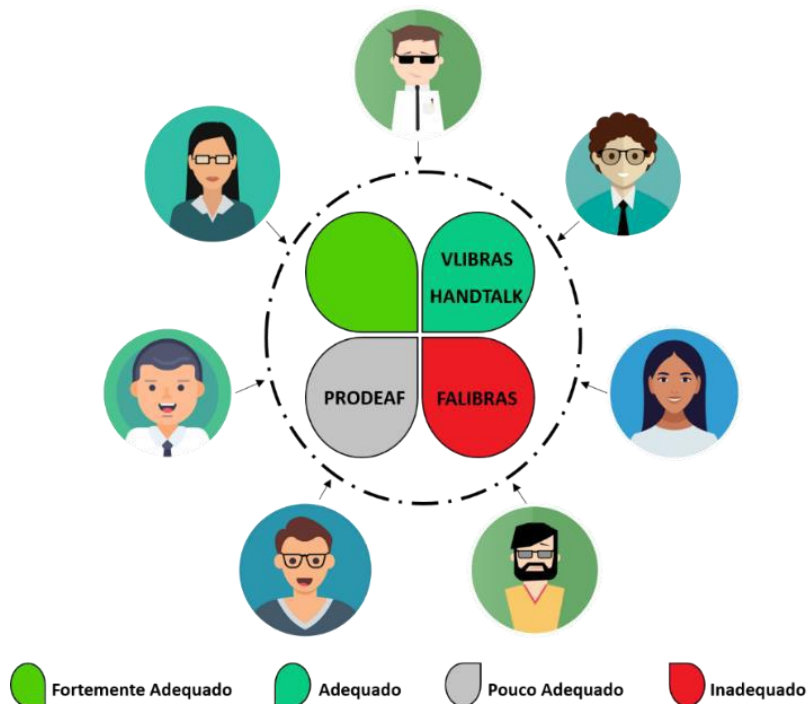 VLIBRAS
HANDTALK
PRODEAF
FALIBRAS
Fortemente Adequado
Adequado
Pouco Adequado
Inadequado